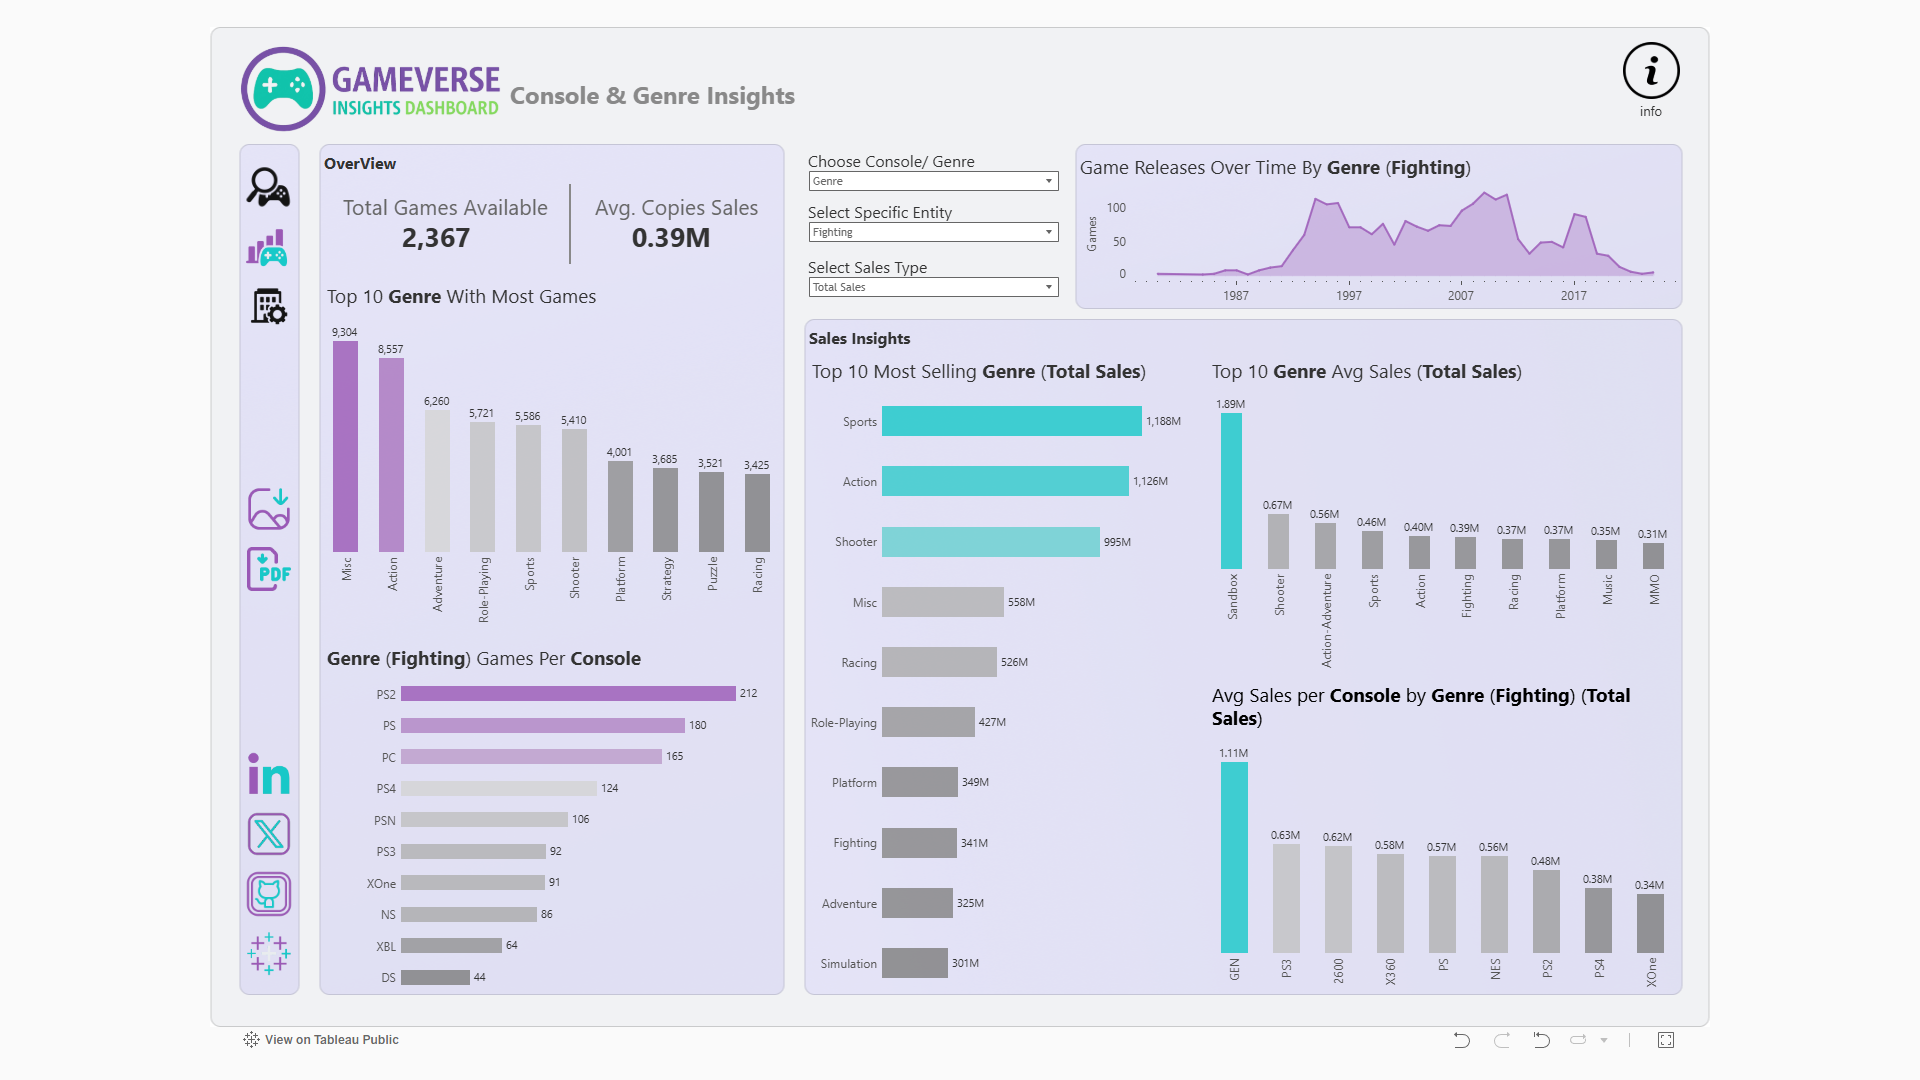 GAMEVERSE
INSIGHTS DASHBOARD
Console & Genre Insights
info
OverView
Total Games Available
2,367
Avg. Copies Sales
0.39M
Top 10 Genre With Most Games
9,304
8,557
6,260
5,721
5,586
5,410
4,001
3,685
3,521
3,425
Misc
Action
Adventure
Role-Playing
Sports
Shooter
Platform
Strategy
Puzzle
Racing
Genre (Fighting) Games Per Console
PS2 212
PS 180
PC 165
PS4 124
PSN 106
PS3 92
XOne 91
NS 86
XBL 64
DS 44
Choose Console/ Genre
Genre
Select Specific Entity
Fighting
Select Sales Type
Total Sales
Game Releases Over Time By Genre (Fighting)
Games
100
50
0
1987
1997
2007
2017
Sales Insights
Top 10 Most Selling Genre (Total Sales)
Sports 1,188M
Action 1,126M
Shooter 995M
Misc 558M
Racing 526M
Role-Playing 427M
Platform 349M
Fighting 341M
Adventure 325M
Simulation 301M
Top 10 Genre Avg Sales (Total Sales)
1.89M
0.67M
0.56M
0.46M
0.40M
0.39M
0.37M
0.37M
0.35M
0.31M
Sandbox
Shooter
Action-Adventure
Sports
Action
Fighting
Racing
Platform
Music
MMO
Avg Sales per Console by Genre (Fighting) (Total
Sales)
1.11M
0.63M
0.62M
0.58M
0.57M
0.56M
0.48M
0.38M
0.34M
GEN
PS3
2600
X360
PS
NES
PS2
PS4
XOne
PDF
in
X
View on Tableau Public